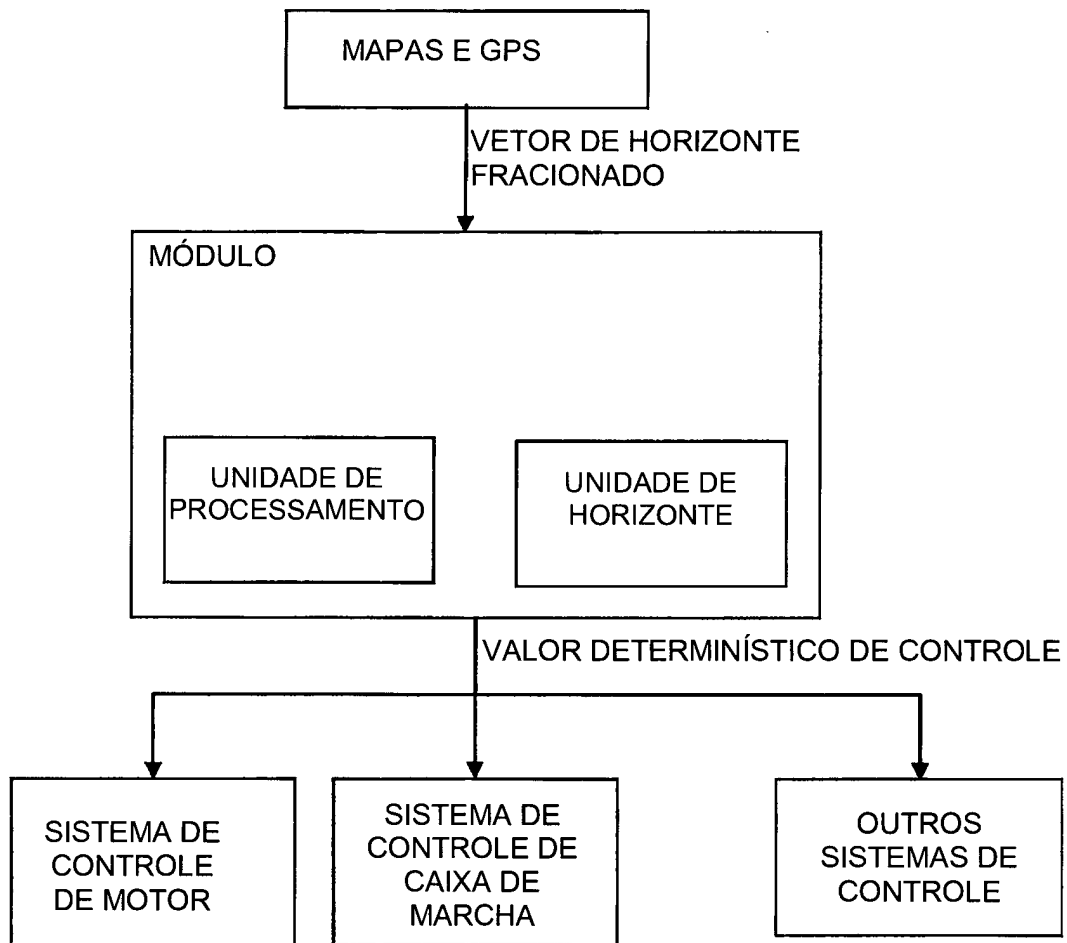 MAPAS E GPS
VETOR DE HORIZONTE
FRACIONADO
MÓDULO
UNIDADE DE
PROCESSAMENTO
UNIDADE DE
HORIZONTE
VALOR DETERMINÍSTICO DE CONTROLE
SISTEMA DE
CONTROLE
DE MOTOR
SISTEMA DE
CONTROLE DE
CAIXA DE
MARCHA
OUTROS
SISTEMAS DE
CONTROLE